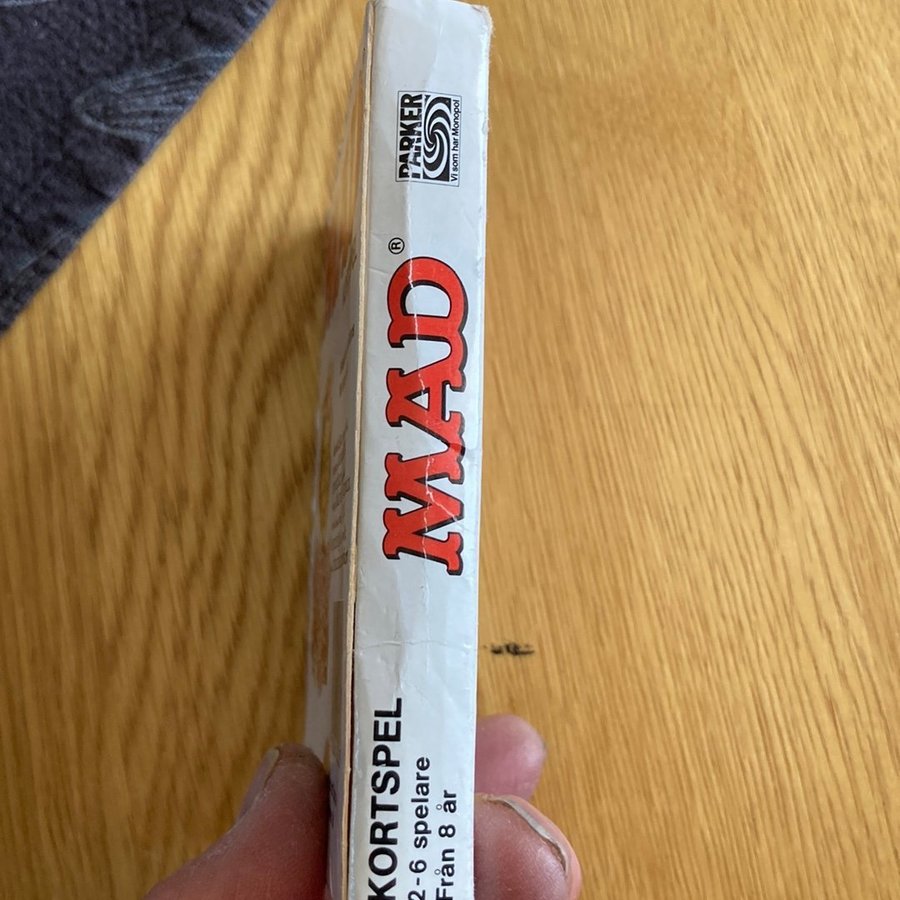 KORTSPEL
2-6 spelare
Från 8 år
MAD®
PARKER
Vi som har Monopol